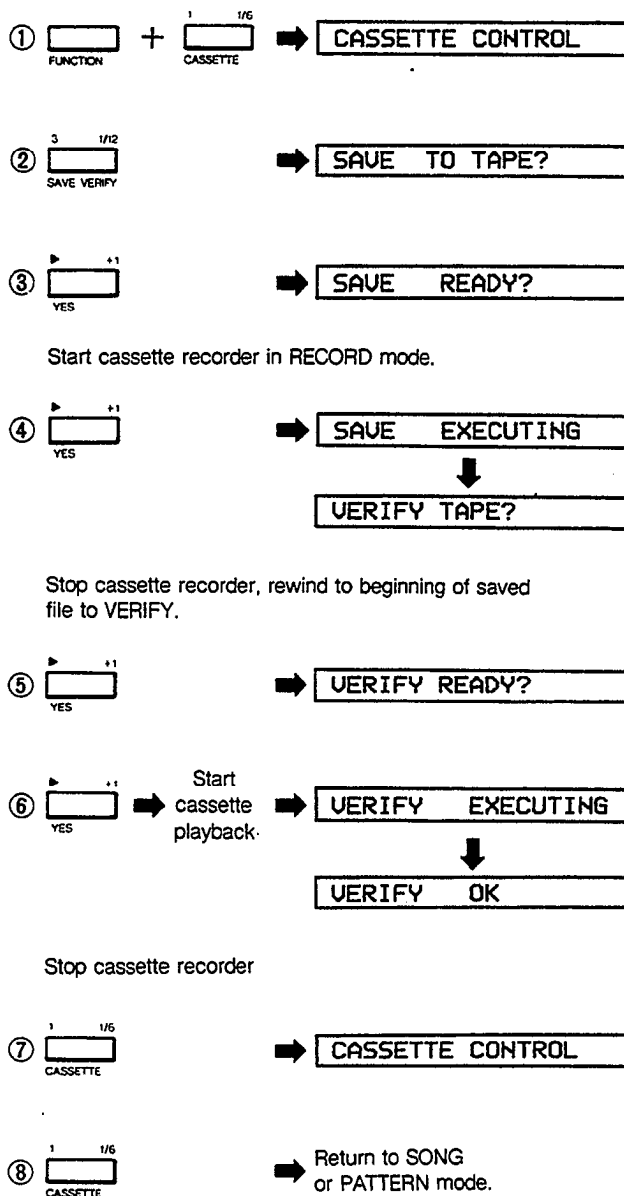 1 1/6
① + CASSETTE CONTROL
FUNCTION CASSETTE
3 1/12
② SAVE TO TAPE?
SAVE VERIFY
► +1
③ SAVE READY?
YES
Start cassette recorder in RECORD mode.
► +1
④ SAVE EXECUTING
YES
VERIFY TAPE?
Stop cassette recorder, rewind to beginning of saved
file to VERIFY.
► +1
⑤ VERIFY READY?
YES
► +1
⑥ Start
cassette
playback
VERIFY EXECUTING
YES
VERIFY OK
Stop cassette recorder
1 1/6
⑦ CASSETTE CONTROL
CASSETTE
1 1/6
⑧ Return to SONG
or PATTERN mode.
CASSETTE